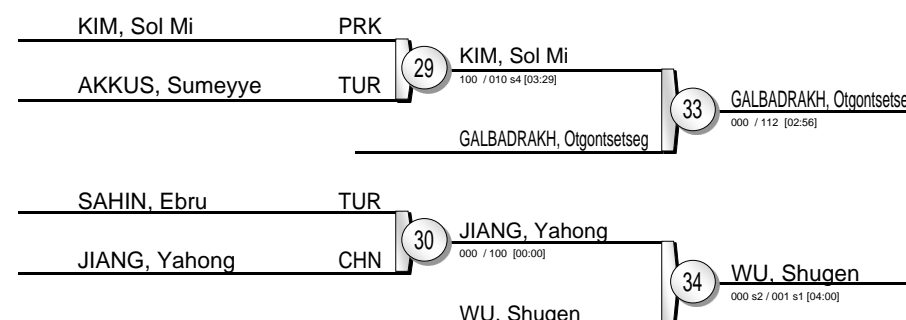 KIM, Sol Mi PRK
AKKUS, Sumeyye TUR
29
KIM, Sol Mi
100 / 010 s4 [03:29]
GALBADRAKH, Otgontsetseg
33
GALBADRAKH, Otgontsetse
000 / 112 [02:56]
SAHIN, Ebru TUR
JIANG, Yahong CHN
30
JIANG, Yahong
000 / 100 [00:00]
WU, Shugen
34
WU, Shugen
000 s2 / 001 s1 [04:00]